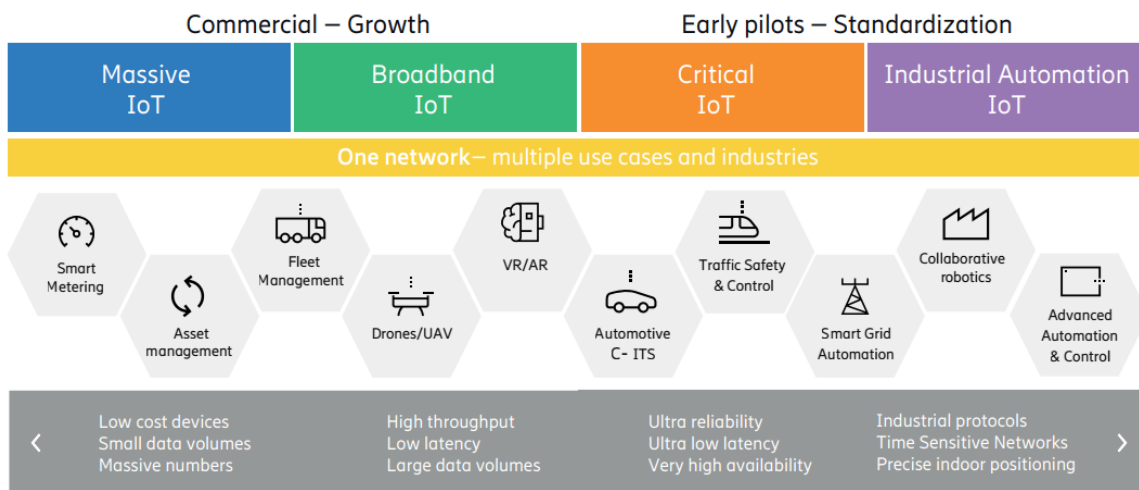 Commercial – Growth
Early pilots – Standardization
Massive
IoT
Broadband
IoT
Critical
IoT
Industrial Automation
IoT
One network– multiple use cases and industries
Smart
Metering
Asset
management
Fleet
Management
Drones/UAV
VR/AR
Automotive
C- ITS
Traffic Safety
& Control
Smart Grid
Automation
Collaborative
robotics
Advanced
Automation
& Control
Low cost devices
Small data volumes
Massive numbers
High throughput
Low latency
Large data volumes
Ultra reliability
Ultra low latency
Very high availability
Industrial protocols
Time Sensitive Networks
Precise indoor positioning